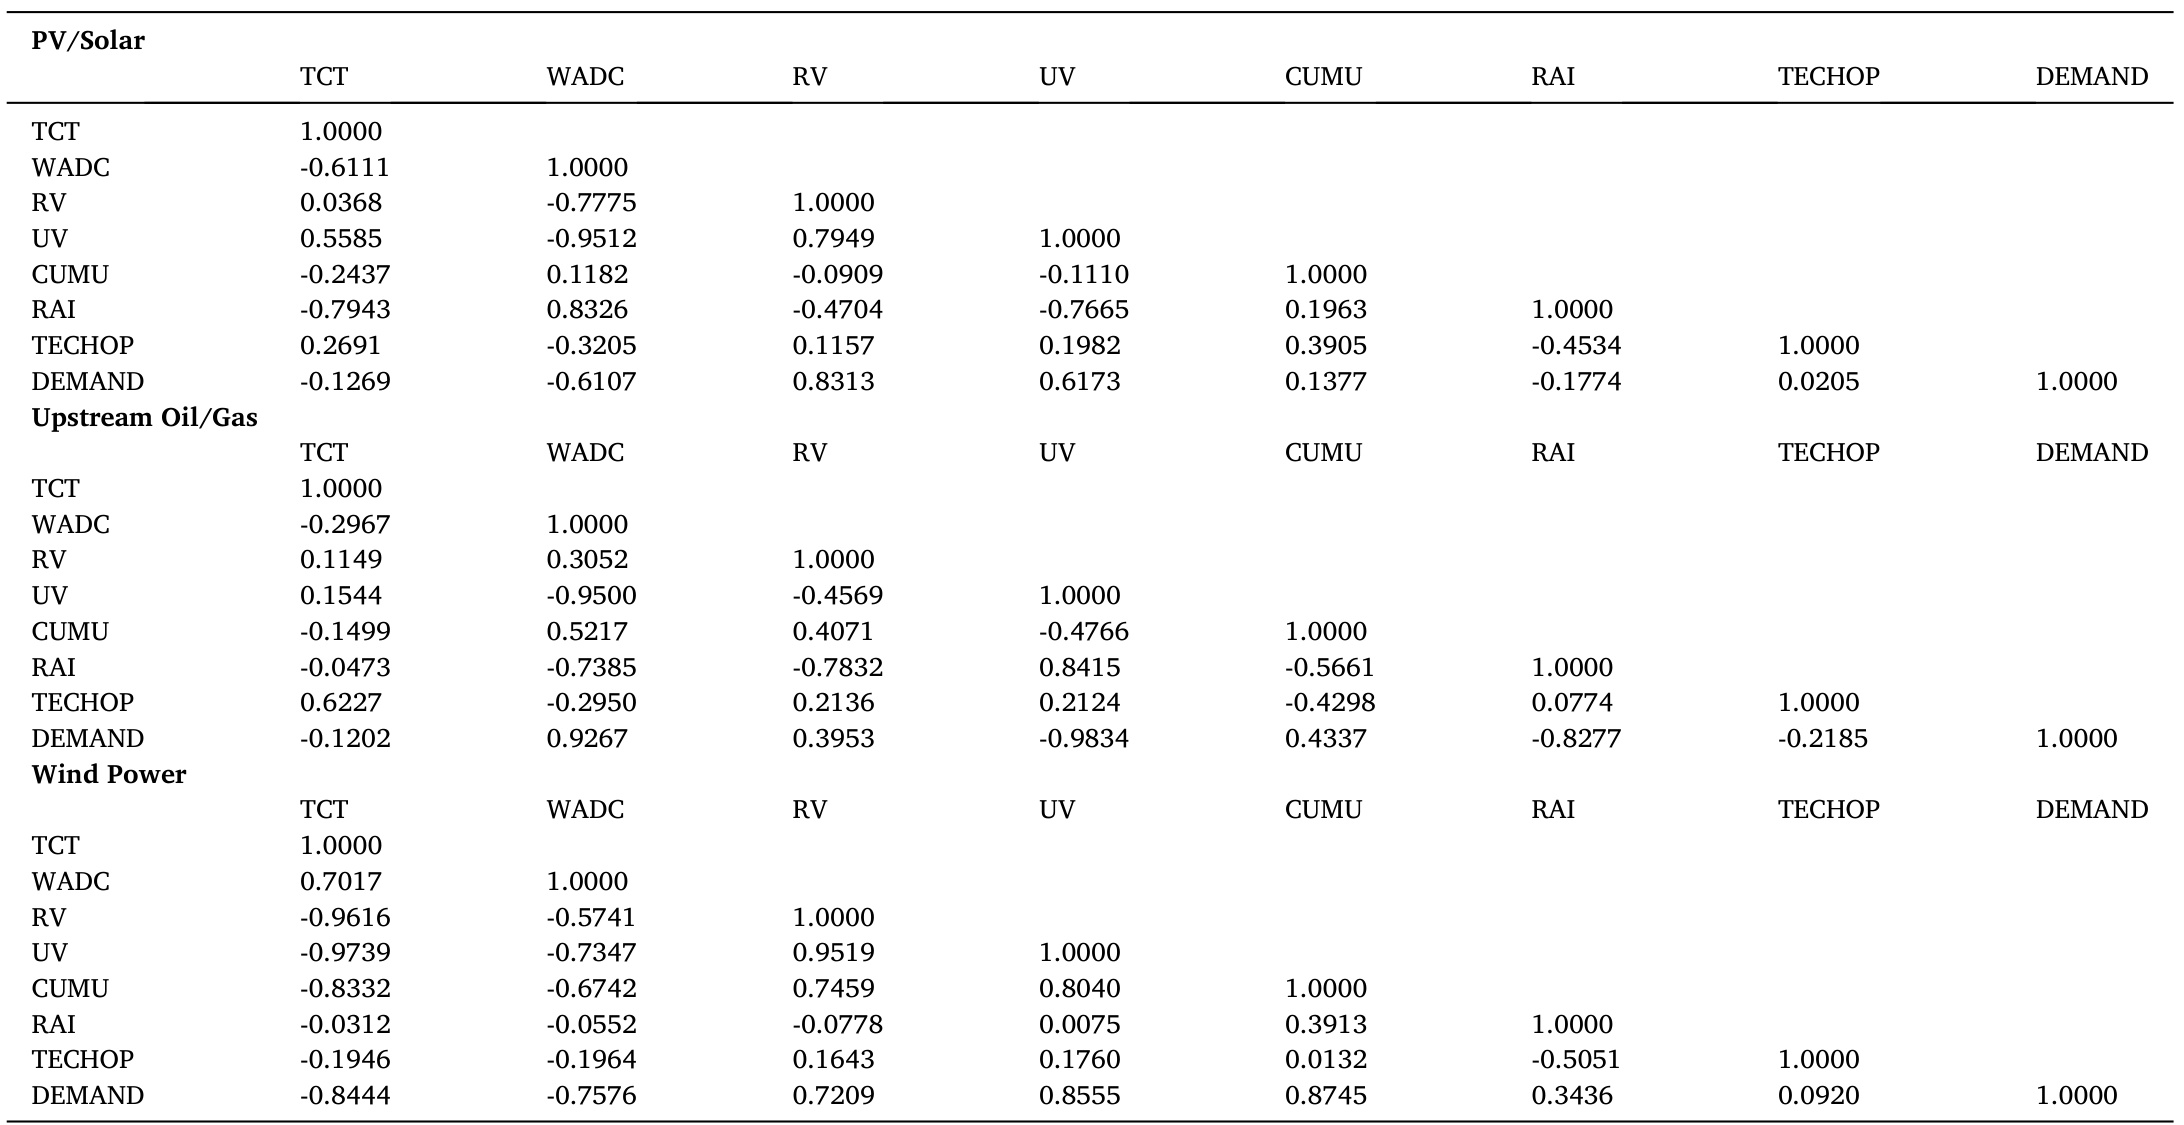 PV/Solar
TCT WADC RV UV CUMU RAI TECHOP DEMAND
TCT 1.0000
WADC -0.6111 1.0000
RV 0.0368 -0.7775 1.0000
UV 0.5585 -0.9512 0.7949 1.0000
CUMU -0.2437 0.1182 -0.0909 -0.1110 1.0000
RAI -0.7943 0.8326 -0.4704 -0.7665 0.1963 1.0000
TECHOP 0.2691 -0.3205 0.1157 0.1982 0.3905 -0.4534 1.0000
DEMAND -0.1269 -0.6107 0.8313 0.6173 0.1377 -0.1774 0.0205 1.0000
Upstream Oil/Gas
TCT WADC RV UV CUMU RAI TECHOP DEMAND
TCT 1.0000
WADC -0.2967 1.0000
RV 0.1149 0.3052 1.0000
UV 0.1544 -0.9500 -0.4569 1.0000
CUMU -0.1499 0.5217 0.4071 -0.4766 1.0000
RAI -0.0473 -0.7385 -0.7832 0.8415 -0.5661 1.0000
TECHOP 0.6227 -0.2950 0.2136 0.2124 -0.4298 0.0774 1.0000
DEMAND -0.1202 0.9267 0.3953 -0.9834 0.4337 -0.8277 -0.2185 1.0000
Wind Power
TCT WADC RV UV CUMU RAI TECHOP DEMAND
TCT 1.0000
WADC 0.7017 1.0000
RV -0.9616 -0.5741 1.0000
UV -0.9739 -0.7347 0.9519 1.0000
CUMU -0.8332 -0.6742 0.7459 0.8040 1.0000
RAI -0.0312 -0.0552 -0.0778 0.0075 0.3913 1.0000
TECHOP -0.1946 -0.1964 0.1643 0.1760 0.0132 -0.5051 1.0000
DEMAND -0.8444 -0.7576 0.7209 0.8555 0.8745 0.3436 0.0920 1.0000